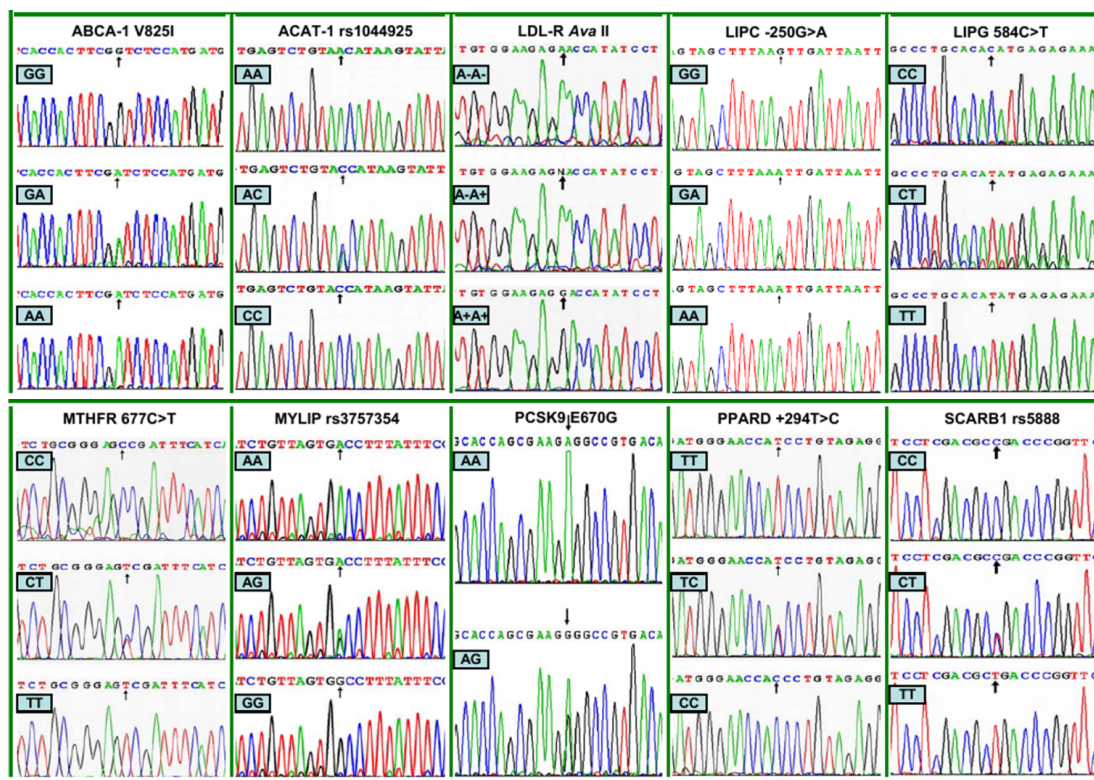 ABCA-1 V825I
CACCACTTCGGTCTCCATGATG
GG
CACCACTTCGATCTCCATGATG
GA
CACCACTTCGATCTCCATGATG
AA
ACAT-1 rs1044925
TGAGTCTGTAACATAAGTATT
AA
TGAGTCTGTACCATAAGTATT
AC
TGAGTCTGTACCATAAGTATT
CC
LDL-R Ava II
TGTGGAAGAGAACCATATCCT
A-A-
TGTGGAAGAGNACCATATCCT
A-A+
TGTGGAAGAGGACCATATCCT
A+A+
LIPC -250G>A
GTAGCTTTAAGTTGATTAATT
GG
GTAGCTTTAAATTGATTAATT
GA
GTAGCTTTAAATTGATTAATT
AA
LIPG 584C>T
GCCCTGCACACATGAGAGAAA
CC
GCCCTGCACATATGAGAGAAA
CT
GCCCTGCACATATGAGAGAAA
TT
MTHFR 677C>T
TCTGCGGGAGCCGATTTCATC
CC
TCTGCGGGAGTCGATTTCATC
CT
TCTGCGGGAGTCGATTTCATC
TT
MYLIP rs3757354
TCTGTTAGTGACCTTTATTTC
AA
TCTGTTAGTGACCTTTATTTC
AG
TCTGTTAGTGGCCTTTATTTC
GG
PCSK9 E670G
GCACCAGCGAAGAGGCCGTGACA
AA
GCACCAGCGAAGGGGCCGTGACA
AG
PPARD +294T>C
ATGGGAACCATCCTGTAGAGG
TT
ATGGGAACCATCCTGTAGAGG
TC
ATGGGAACCACCCTGTAGAGG
CC
SCARB1 rs5888
TCCTCGACGCCGACCCGGTT
CC
TCCTCGACGCCGACCCGGTT
CT
TCCTCGACGCTGACCCGGTT
TT